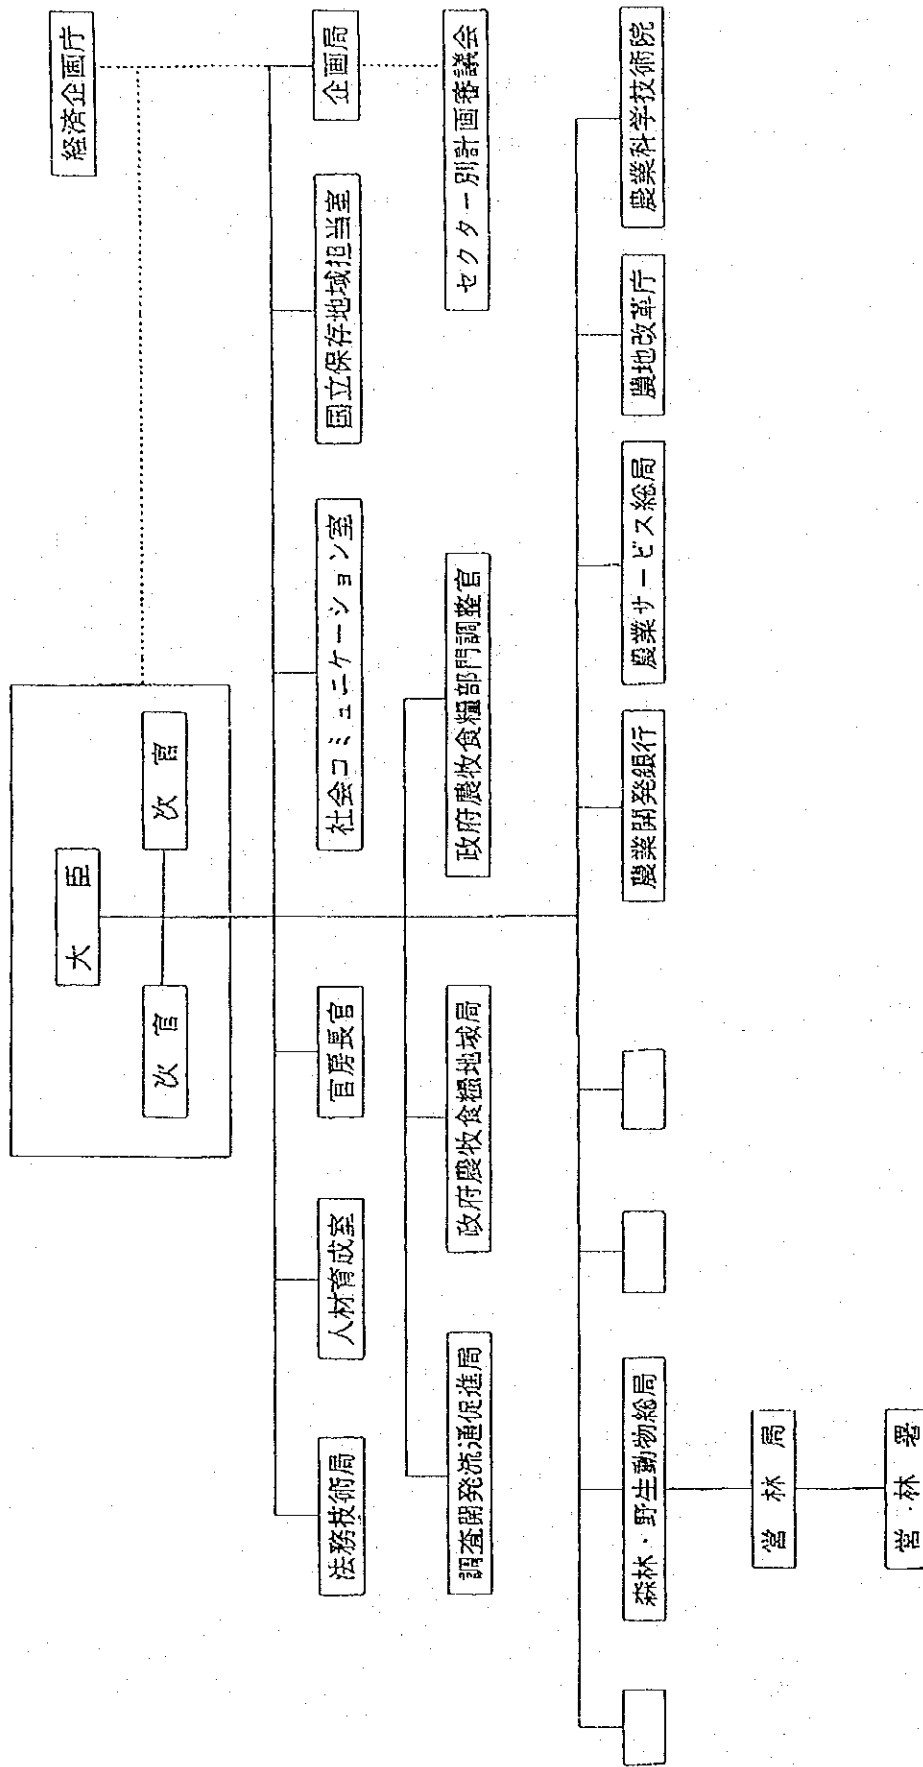 経済企画庁
大臣
次官
次官
法務技術局
人材育成室
官房長官
社会コミュニケーション室
国立保存地域担当室
企画局
調査開発流通促進局
政府農牧食糧地域局
政府農牧食糧部門調整官
セクター別計画審議会
森林・野生動物総局
農業開発銀行
農業サービス総局
農地改革庁
農業科学技術院
営林局
営林署